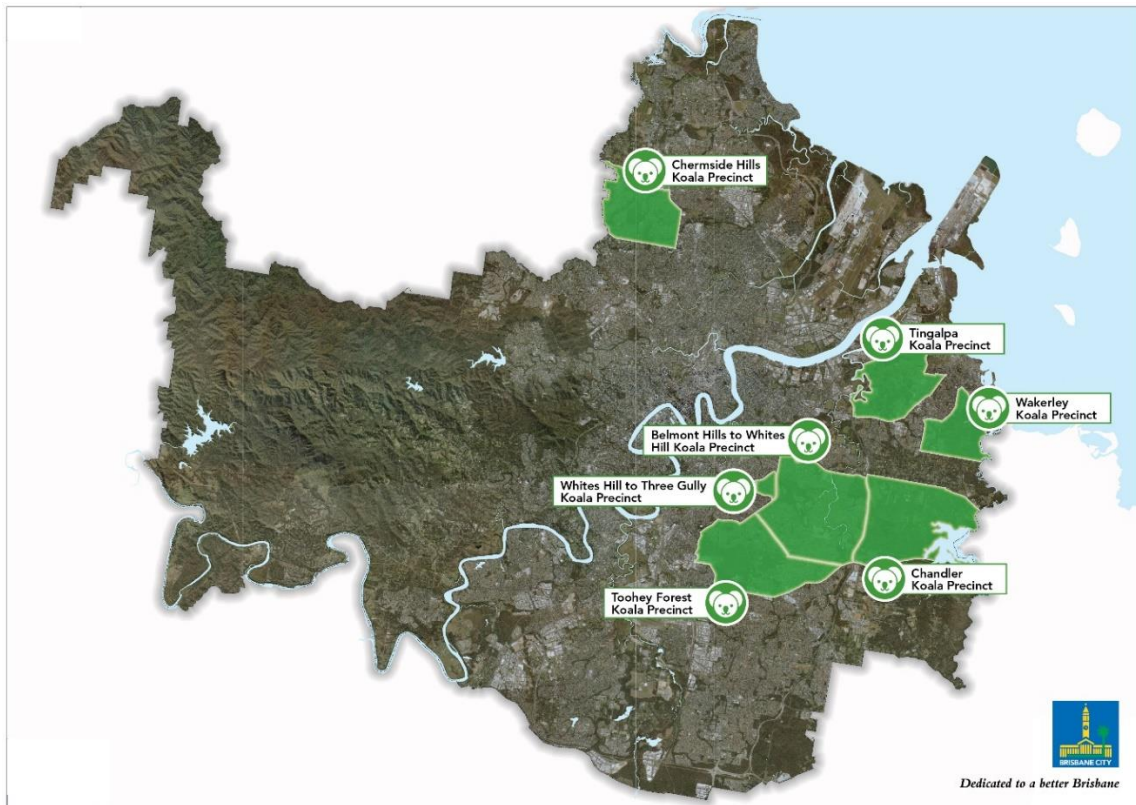 Chermside Hills
Koala Precinct
Tingalpa
Koala Precinct
Wakerley
Koala Precinct
Belmont Hills to Whites
Hill Koala Precinct
Whites Hill to Three Gully
Koala Precinct
Chandler
Koala Precinct
Toohey Forest
Koala Precinct
BRISBANE CITY
Dedicated to a better Brisbane